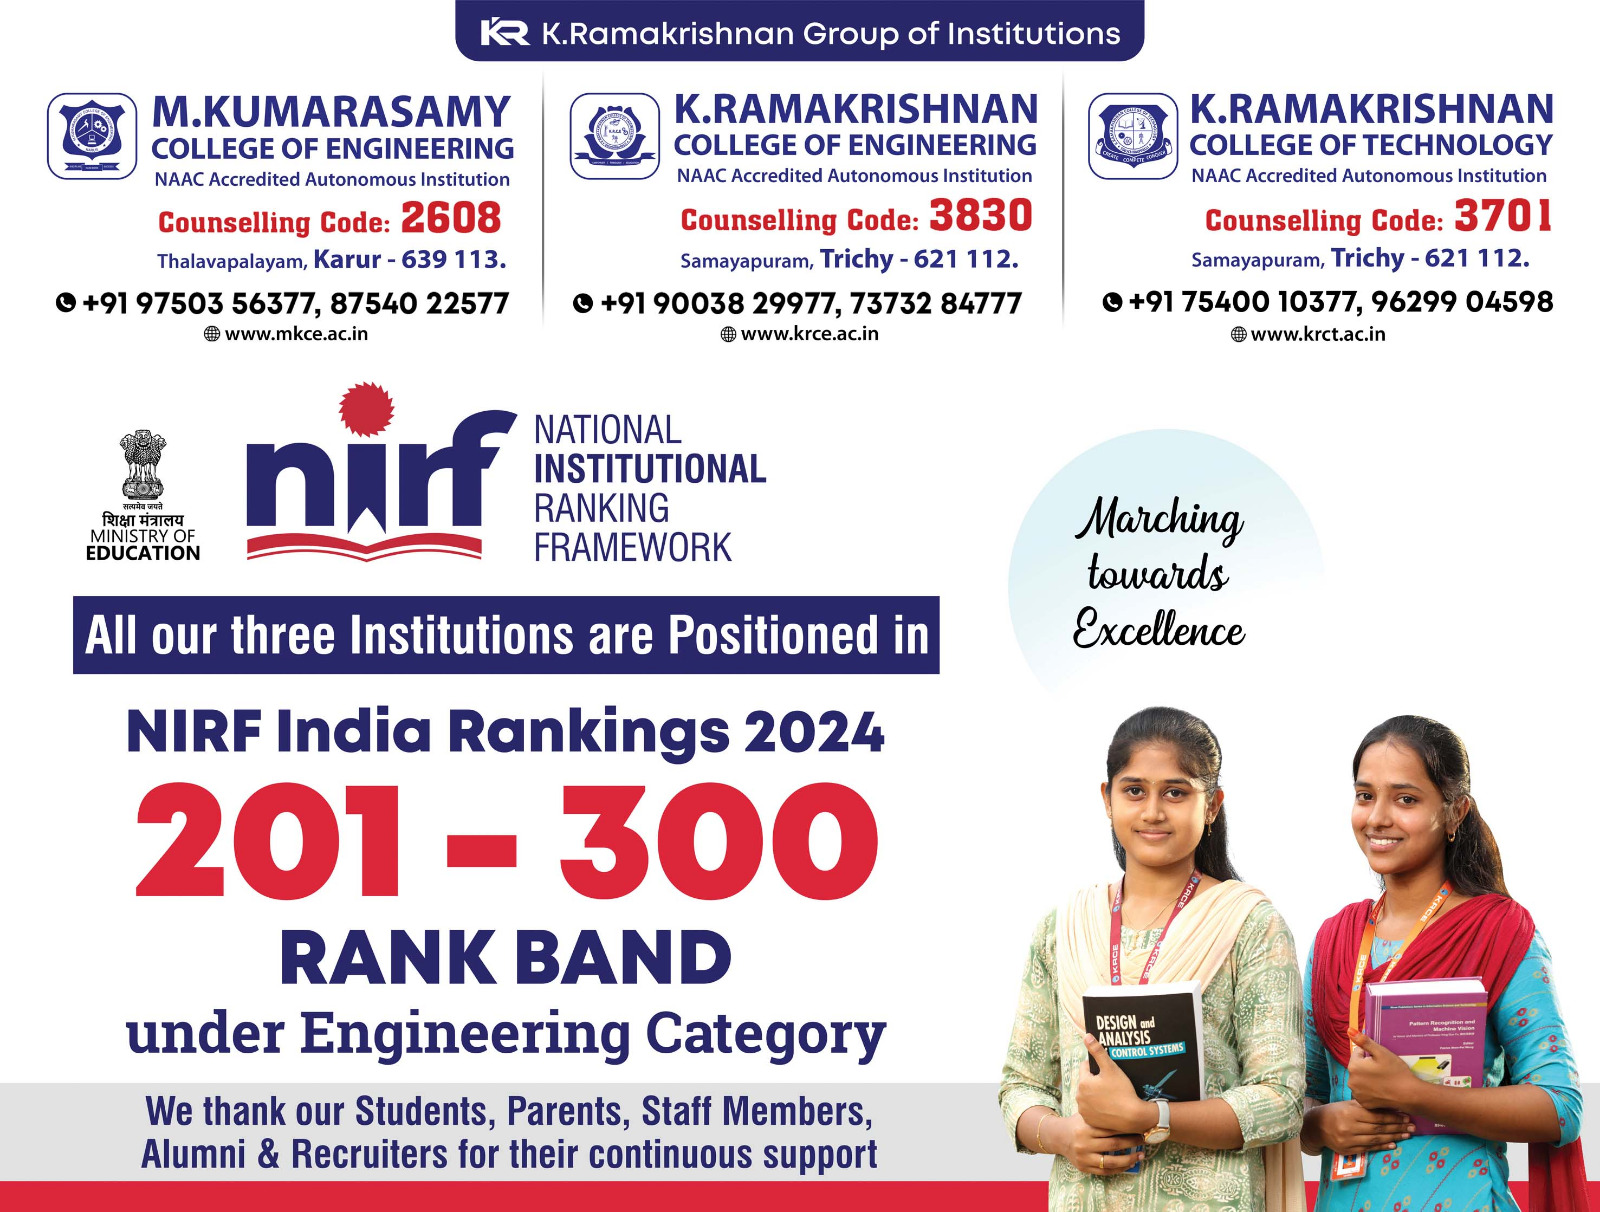 KR K.Ramakrishnan Group of Institutions
M.KUMARASAMY
COLLEGE OF ENGINEERING
NAAC Accredited Autonomous Institution
Counselling Code: 2608
Thalavapalayam, Karur - 639 113.
+91 97503 56377, 87540 22577
www.mkce.ac.in
K.RAMAKRISHNAN
COLLEGE OF ENGINEERING
NAAC Accredited Autonomous Institution
Counselling Code: 3830
Samayapuram, Trichy - 621 112.
+91 90038 29977, 73732 84777
www.krce.ac.in
K.RAMAKRISHNAN
COLLEGE OF TECHNOLOGY
NAAC Accredited Autonomous Institution
Counselling Code: 3701
Samayapuram, Trichy - 621 112.
+91 75400 10377, 96299 04598
www.krct.ac.in
सत्यमेव जयते
शिक्षा मंत्रालय
MINISTRY OF
EDUCATION
nirf
NATIONAL
INSTITUTIONAL
RANKING
FRAMEWORK
Marching
towards
Excellence
All our three Institutions are Positioned in
NIRF India Rankings 2024
201 - 300
RANK BAND
under Engineering Category
We thank our Students, Parents, Staff Members,
Alumni & Recruiters for their continuous support
KRCE
KRCE
KRCE
DESIGN and
ANALYSIS
CONTROL SYSTEMS
KRCE
KRCE
Pattern Recognition and
Machine Vision